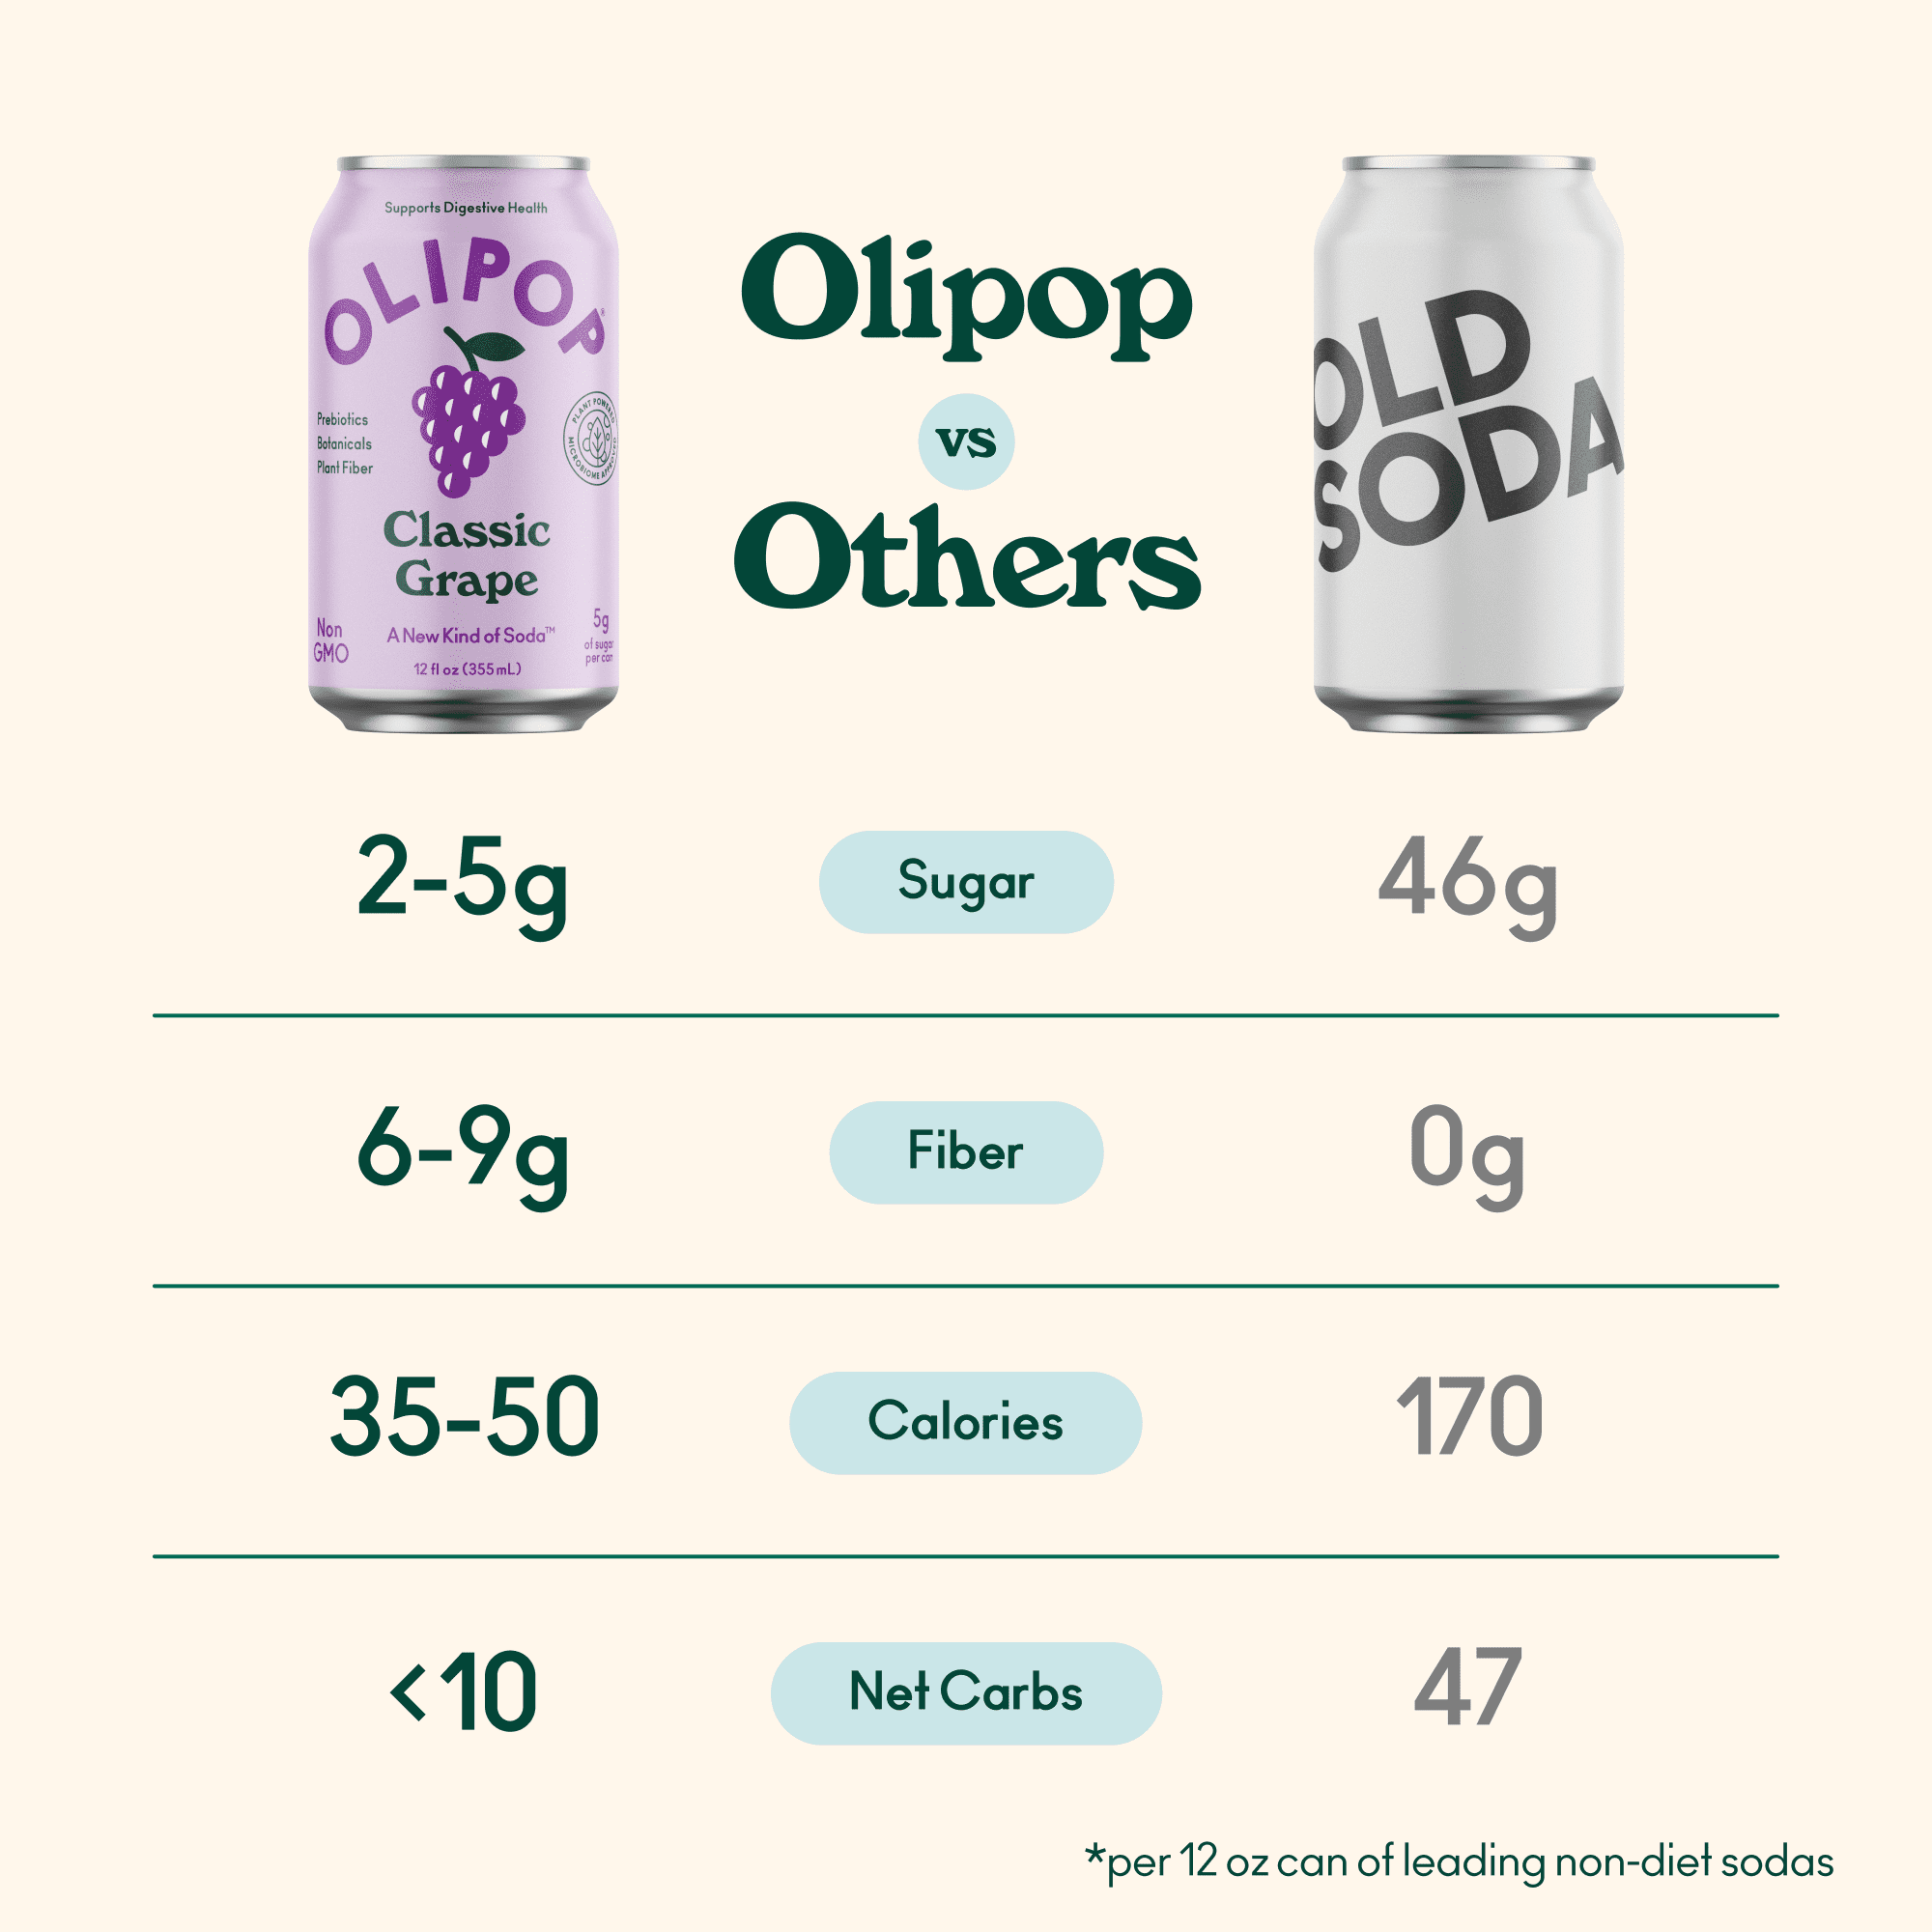 Supports Digestive Health
OLIPOP®
Prebiotics
Botanicals
Plant Fiber
PLANT POWERED
MICROBIOME APPROVED
Classic
Grape
Non
GMO
A New Kind of Soda™
12 fl oz (355 mL)
5g
of sugar
per can
Olipop
vs
Others
OLD
SODA
2-5g Sugar 46g
6-9g Fiber 0g
35-50 Calories 170
<10 Net Carbs 47
*per 12 oz can of leading non-diet sodas